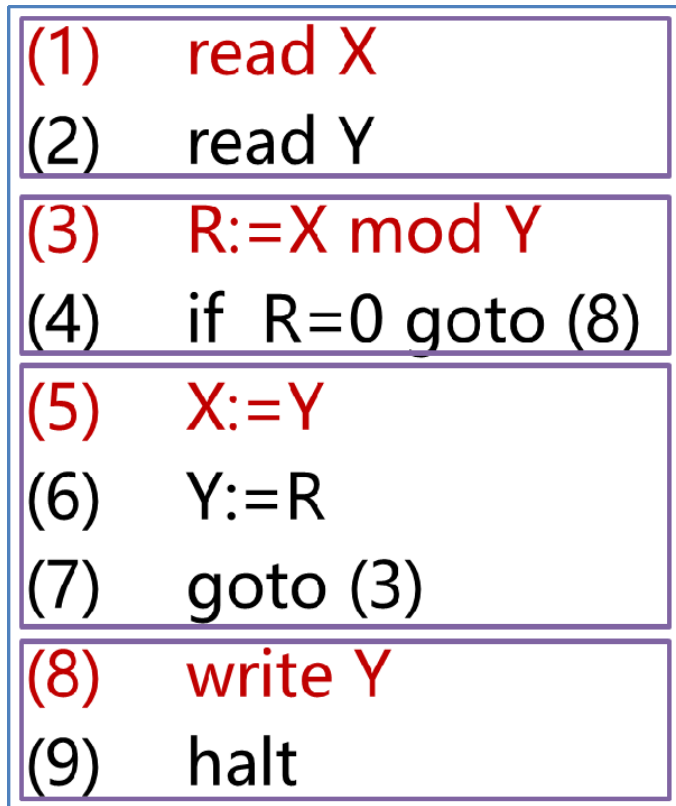 (1) read X
(2) read Y
(3) R:=X mod Y
(4) if R=0 goto (8)
(5) X:=Y
(6) Y:=R
(7) goto (3)
(8) write Y
(9) halt